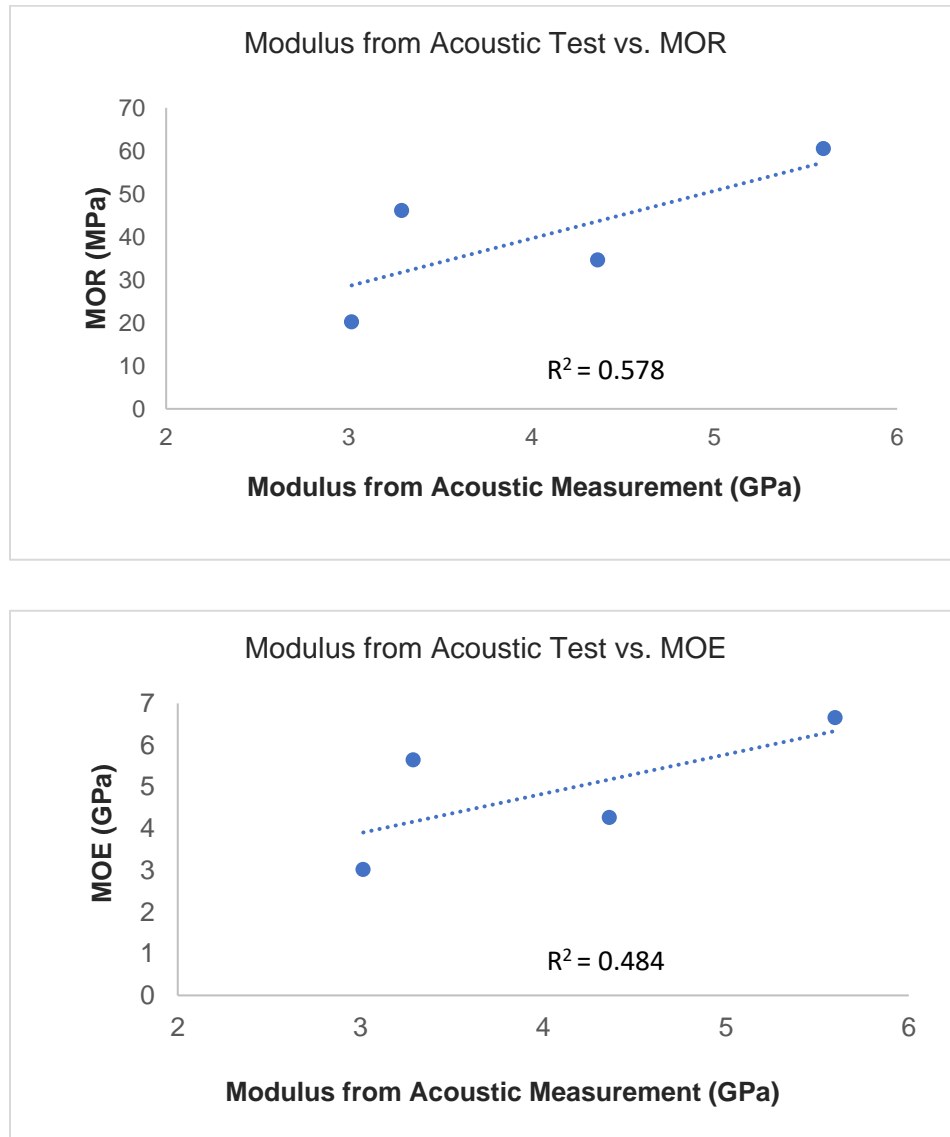 Modulus from Acoustic Test vs. MOR
70
60
50
40
30
20
10
0
MOR (MPa)
R² = 0.578
2 3 4 5 6
Modulus from Acoustic Measurement (GPa)
Modulus from Acoustic Test vs. MOE
7
6
5
4
3
2
1
0
MOE (GPa)
R² = 0.484
2 3 4 5 6
Modulus from Acoustic Measurement (GPa)